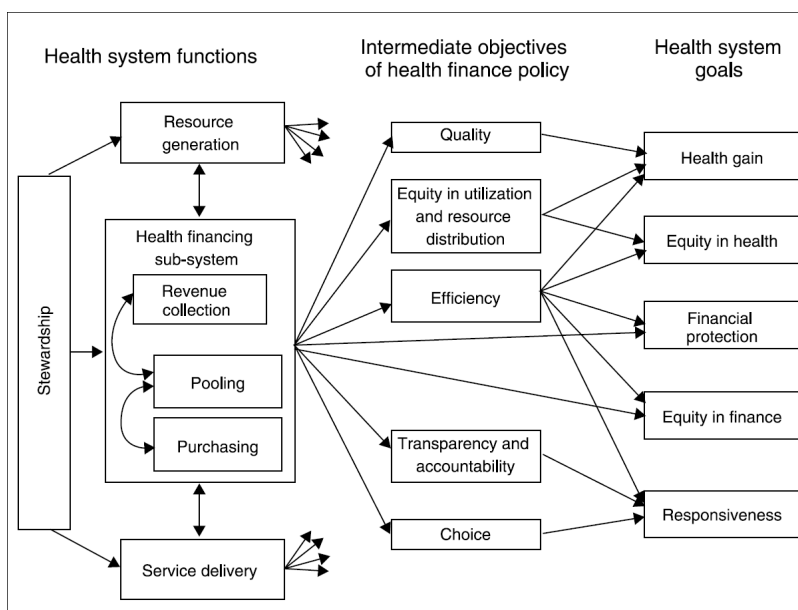 Health system functions
Intermediate objectives
of health finance policy
Health system
goals
Stewardship
Resource
generation
Health financing
sub-system
Revenue
collection
Pooling
Purchasing
Service delivery
Quality
Equity in utilization
and resource
distribution
Efficiency
Transparency and
accountability
Choice
Health gain
Equity in health
Financial
protection
Equity in finance
Responsiveness